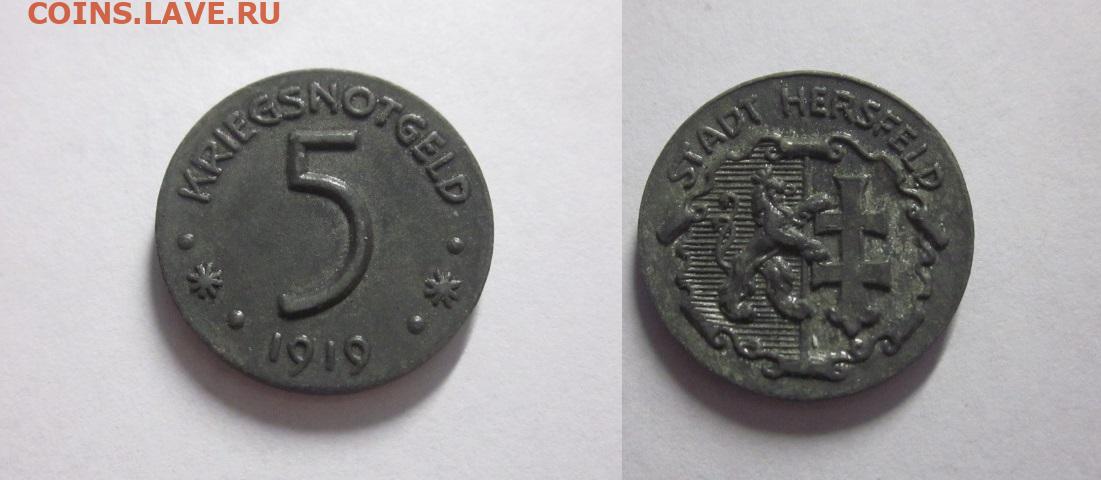 COINS.LAVE.RU
KRIEGSNOTGELD
5
1919
STADT HERSFELD